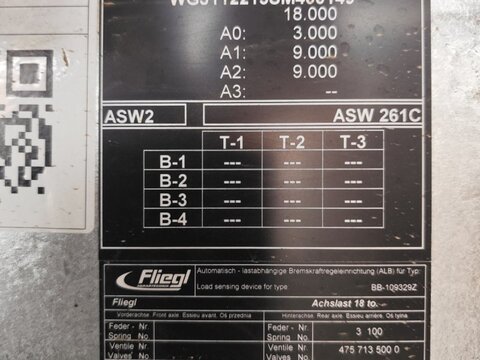 18.000
A0: 3.000
A1: 9.000
A2: 9.000
A3: --
ASW2 ASW 261C
T-1 T-2 T-3
B-1 --- --- ---
B-2 --- --- ---
B-3 --- --- ---
B-4 --- --- ---
Fliegl Automatisch - lastabhängige Bremskraftregeleinrichtung (ALB) für Typ:
Load sensing device for type: BB-109329Z
Fliegl Achslast 18 to.
Vorderachse. Front axle. Essieu avant. Oś przednia Hinterachse. Rear axle. Essieu arrière. Oś tylna
Feder - Nr. Feder - Nr. 3 100
Spring No. Spring No.
Ventile Nr. Ventile Nr. 475 713 500 0
Valves No. Valves No.